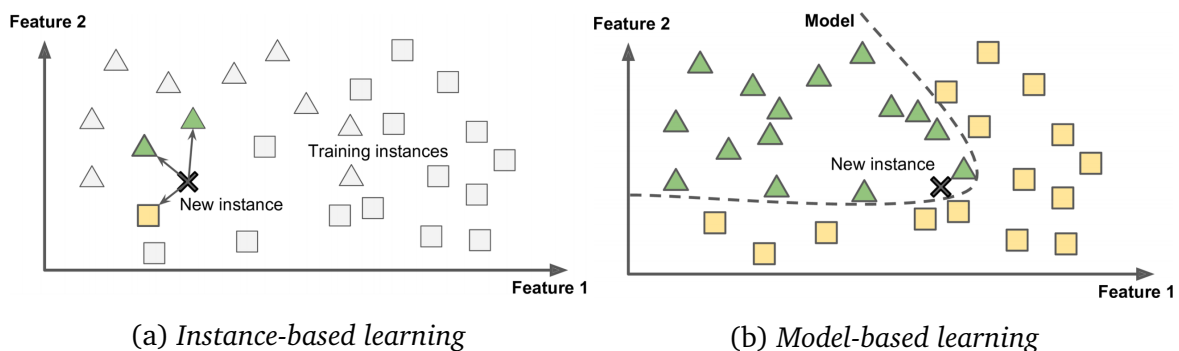 Feature 2
Training instances
New instance
Feature 1
(a) Instance-based learning
Feature 2
Model
New instance
Feature 1
(b) Model-based learning